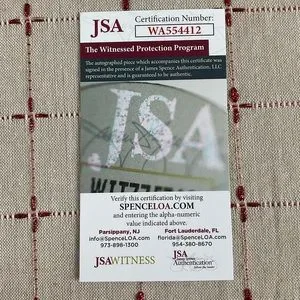 JSA
Certification Number:
WA554412
The Witnessed Protection Program
The autographed piece which accompanies this certificate was
signed in the presence of a James Spence Authentication, LLC
representative and is guaranteed to be authentic.
JSA
Verify this certification by visiting
SPENCELOA.COM
and entering the alpha-numeric
value indicated above.
Parsippany, NJ
info@SpenceLOA.com
973-898-1300
Fort Lauderdale, FL
florida@SpenceLOA.com
954-380-8670
JSAWITNESS
JSA
Authentication